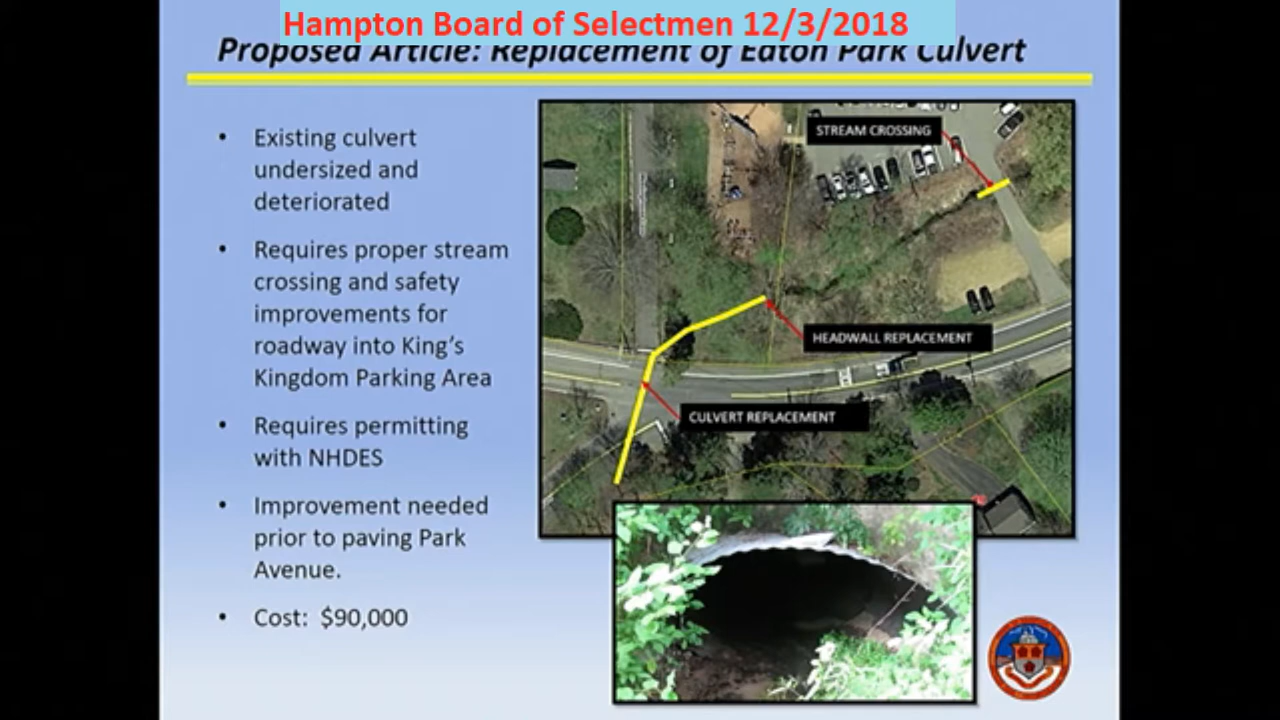 Hampton Board of Selectmen 12/3/2018
Proposed Article: Replacement of Eaton Park Culvert
• Existing culvert
undersized and
deteriorated
• Requires proper stream
crossing and safety
improvements for
roadway into King's
Kingdom Parking Area
• Requires permitting
with NHDES
• Improvement needed
prior to paving Park
Avenue.
• Cost: $90,000
STREAM CROSSING
HEADWALL REPLACEMENT
CULVERT REPLACEMENT